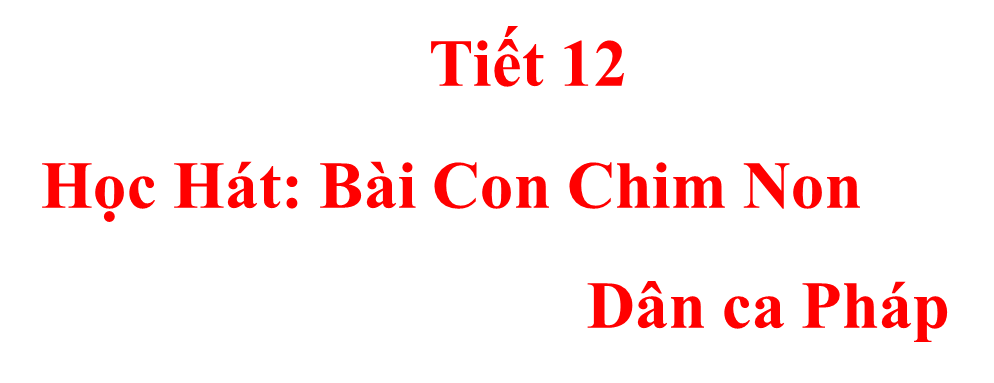 Tiết 12
Học Hát: Bài Con Chim Non
Dân ca Pháp